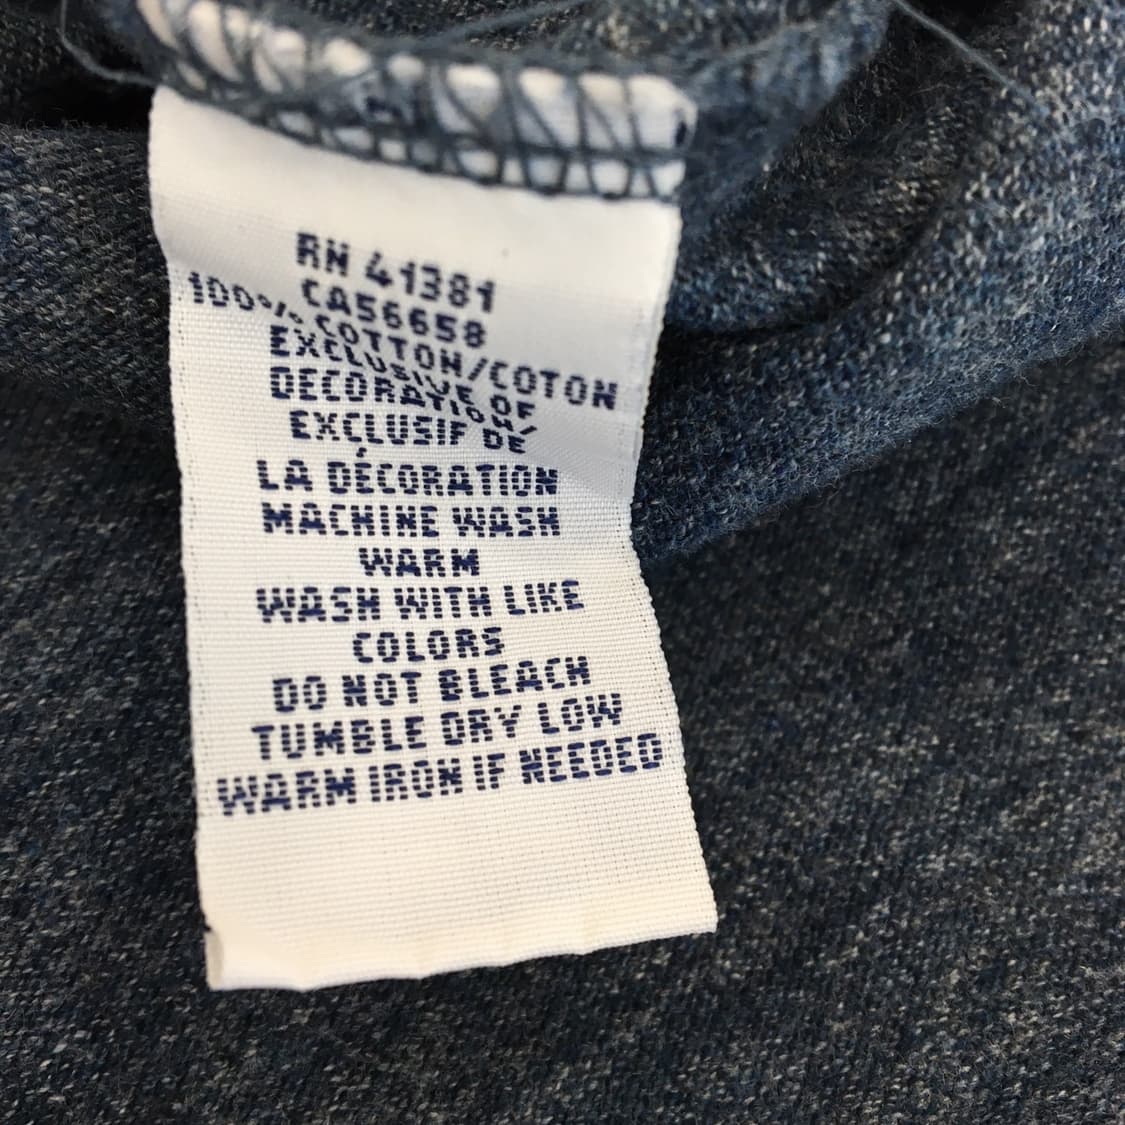 RN 41381
CA56658
100% COTTON/COTON
EXCLUSIVE OF
DECORATION/
EXCLUSIF DE
LA DÉCORATION
MACHINE WASH
WARM
WASH WITH LIKE
COLORS
DO NOT BLEACH
TUMBLE DRY LOW
WARM IRON IF NEEDED